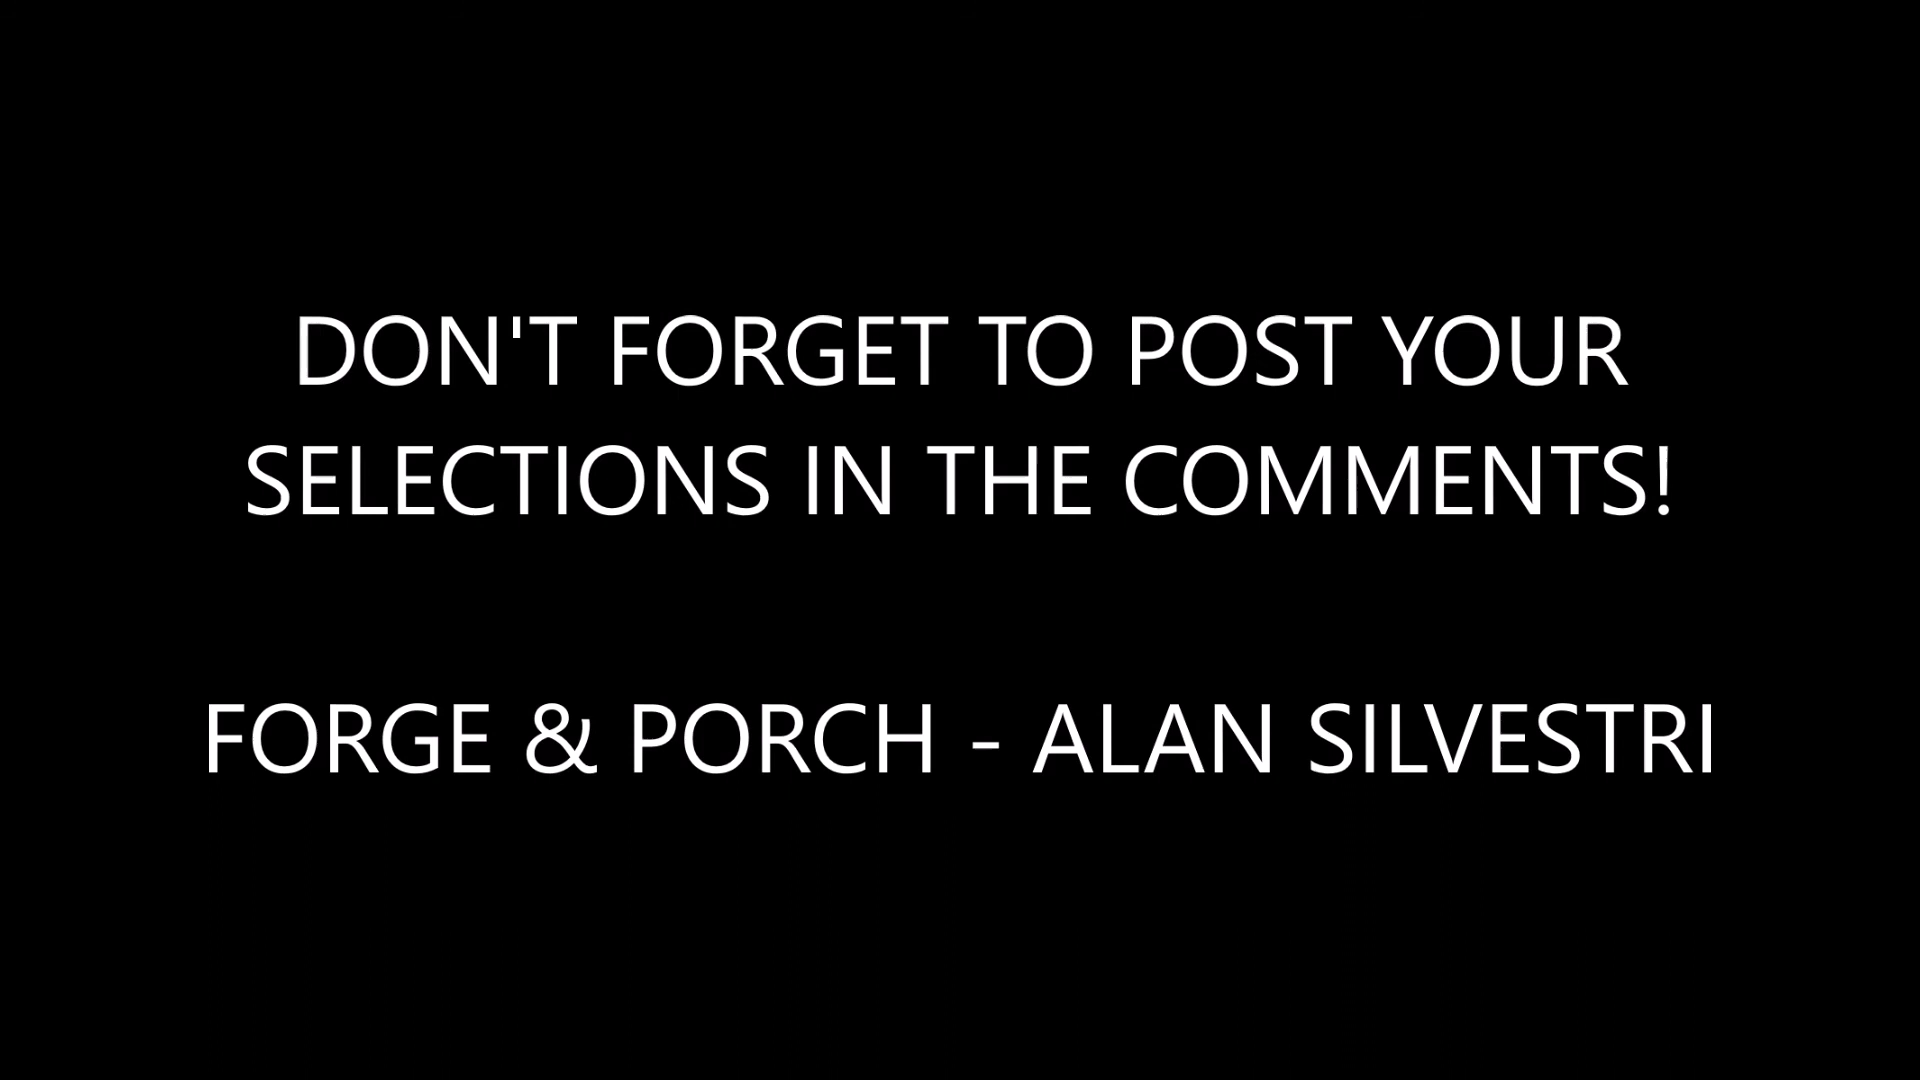 DON'T FORGET TO POST YOUR
SELECTIONS IN THE COMMENTS!
FORGE & PORCH - ALAN SILVESTRI